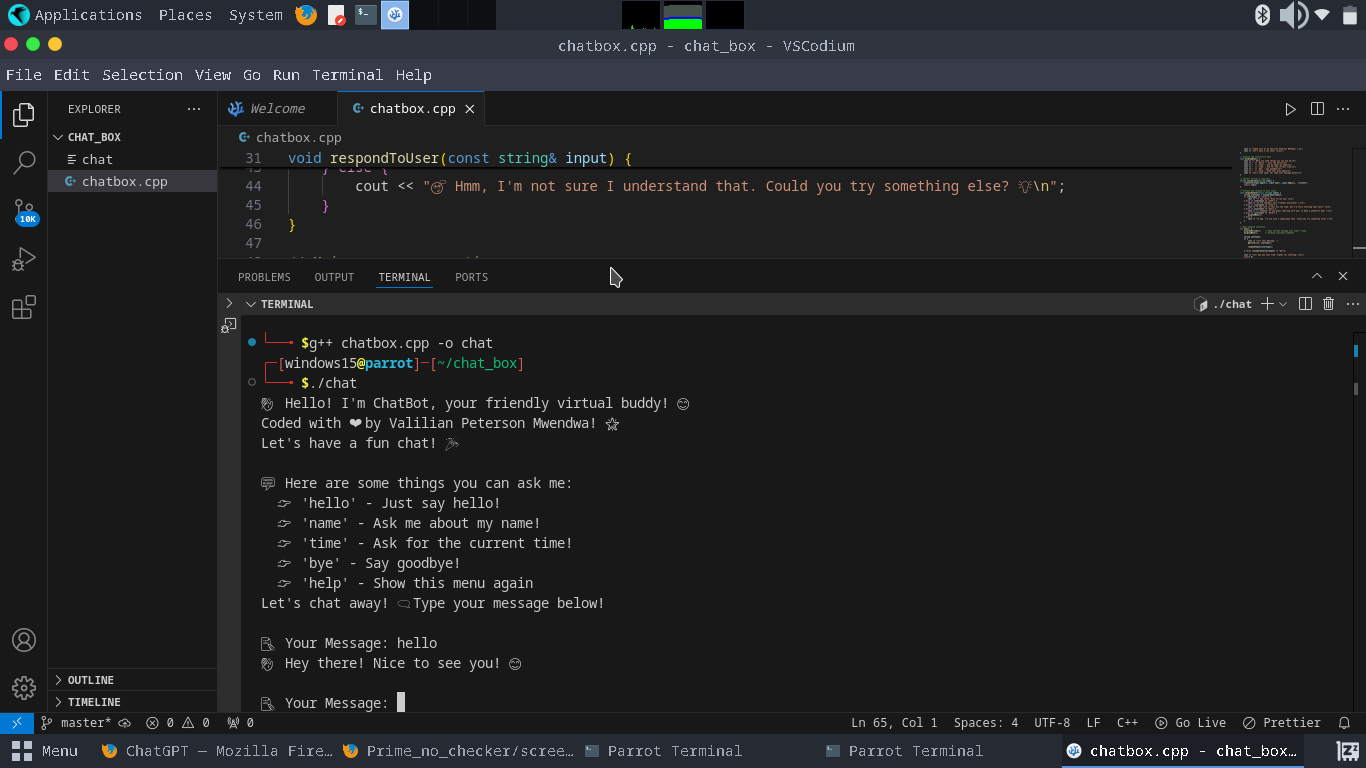 Applications Places System
chatbox.cpp - chat_box - VSCodium
File Edit Selection View Go Run Terminal Help
EXPLORER
CHAT_BOX
chat
chatbox.cpp
OUTLINE
TIMELINE
10K
Welcome
chatbox.cpp
chatbox.cpp
31 void respondToUser(const string& input) {
} else {
44 cout << "😅 Hmm, I'm not sure I understand that. Could you try something else? 💡\n";
45 }
46 }
47
PROBLEMS OUTPUT TERMINAL PORTS
TERMINAL
./chat
$g++ chatbox.cpp -o chat
[windows15@parrot]-[~/chat_box]
$./chat
👋 Hello! I'm ChatBot, your friendly virtual buddy! 😊
Coded with ❤ by Valilian Peterson Mwendwa! 🌟
Let's have a fun chat! 🎉
💬 Here are some things you can ask me:
👉 'hello' - Just say hello!
👉 'name' - Ask me about my name!
👉 'time' - Ask for the current time!
👉 'bye' - Say goodbye!
👉 'help' - Show this menu again
Let's chat away! 🗨 Type your message below!
📝 Your Message: hello
👋 Hey there! Nice to see you! 😊
📝 Your Message:
master* 0 0 0 Ln 65, Col 1 Spaces: 4 UTF-8 LF C++ Go Live Prettier
Menu ChatGPT — Mozilla Fire... Prime_no_checker/scree... Parrot Terminal Parrot Terminal chatbox.cpp - chat_box...